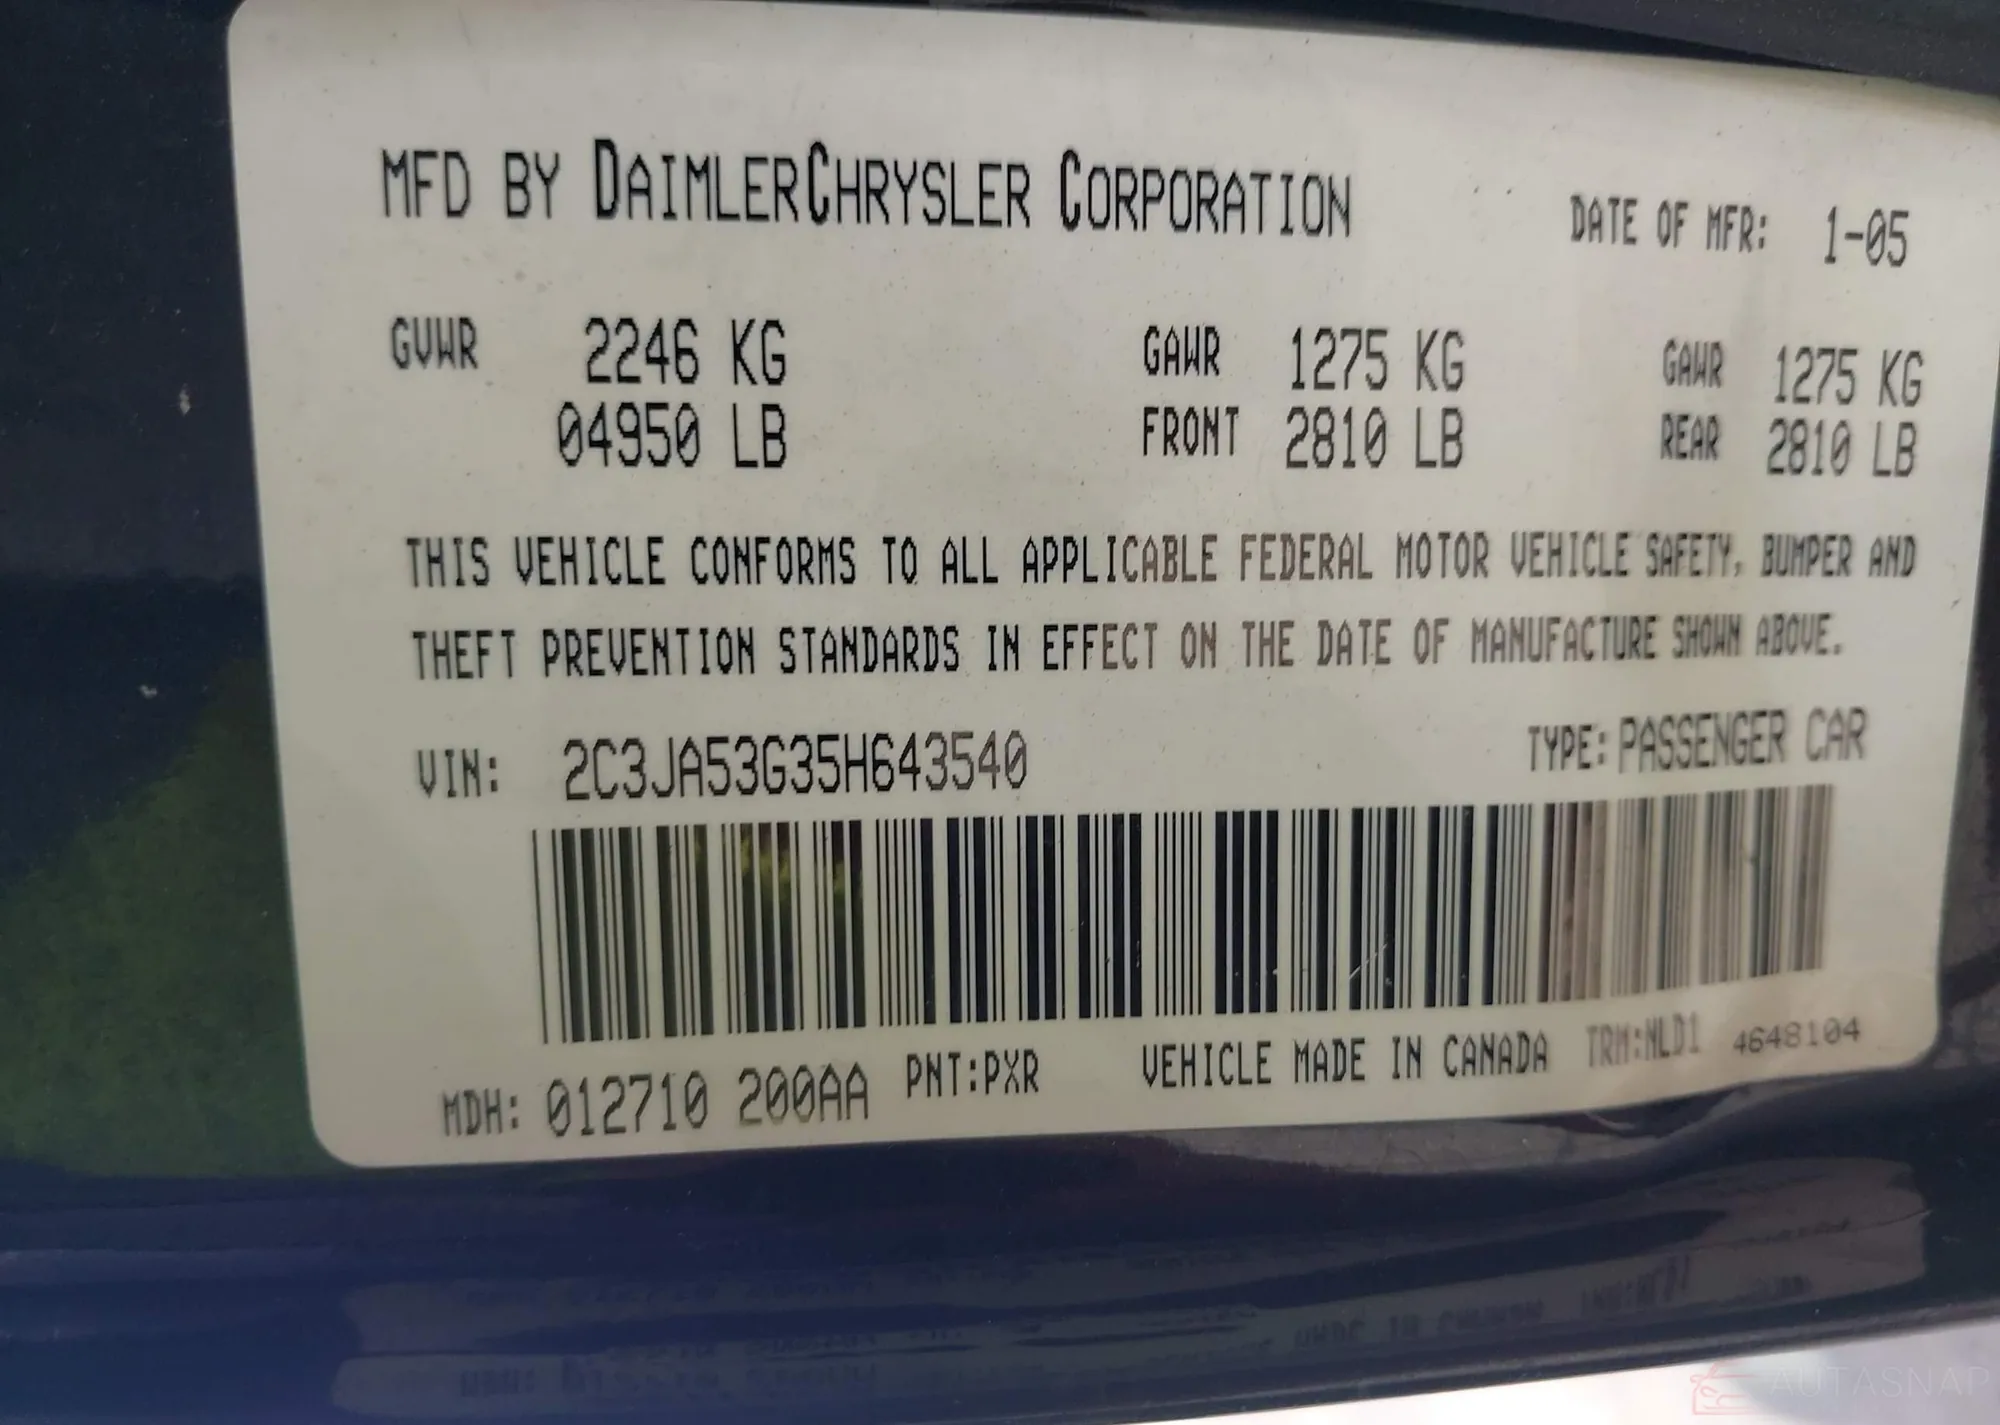 MFD BY DAIMLERCHRYSLER CORPORATION DATE OF MFR: 1-05
GVWR 2246 KG GAWR 1275 KG GAWR 1275 KG
04950 LB FRONT 2810 LB REAR 2810 LB
THIS VEHICLE CONFORMS TO ALL APPLICABLE FEDERAL MOTOR VEHICLE SAFETY, BUMPER AND
THEFT PREVENTION STANDARDS IN EFFECT ON THE DATE OF MANUFACTURE SHOWN ABOVE.
VIN: 2C3JA53G35H643540 TYPE: PASSENGER CAR
MDH: 012710 200AA PNT:PXR VEHICLE MADE IN CANADA TRM:NLD1 4648104
AUTASNAP